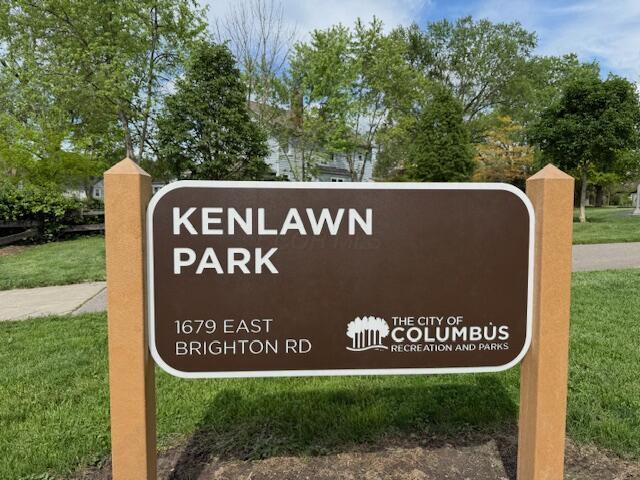 KENLAWN
PARK
1679 EAST
BRIGHTON RD
THE CITY OF
COLUMBUS
RECREATION AND PARKS